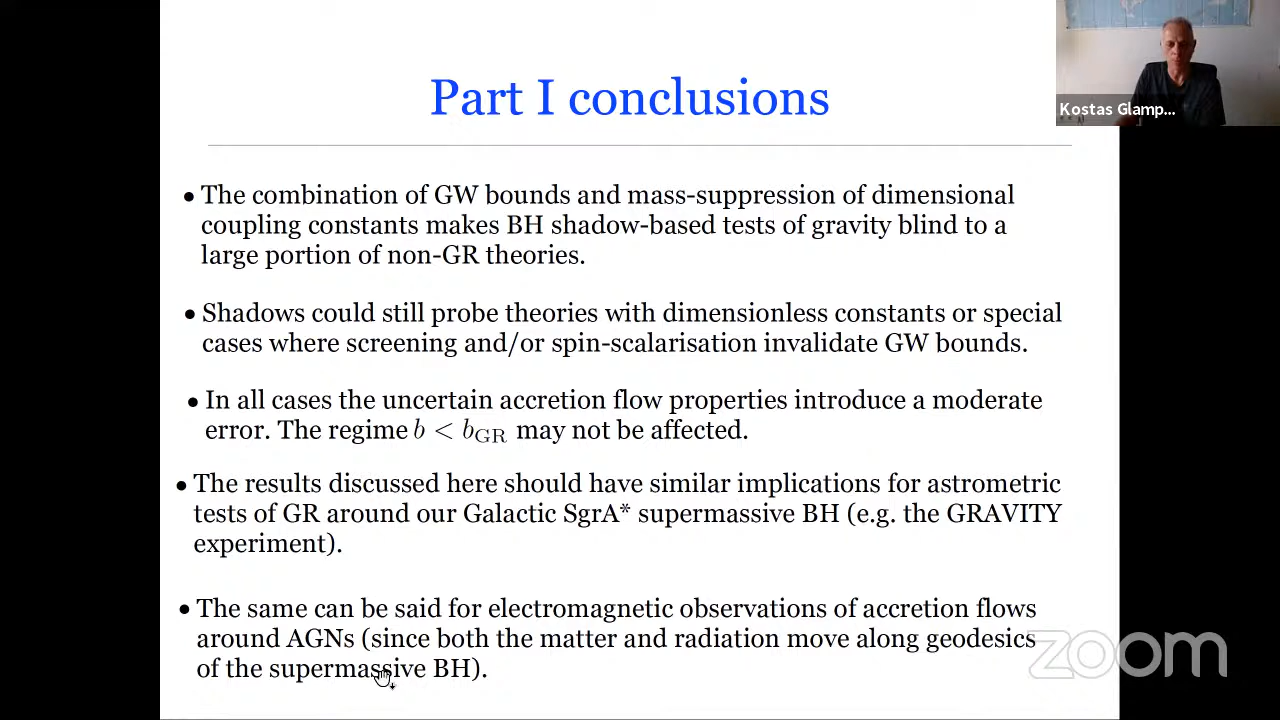 Part I conclusions
Kostas Glamp...
• The combination of GW bounds and mass-suppression of dimensional
coupling constants makes BH shadow-based tests of gravity blind to a
large portion of non-GR theories.
• Shadows could still probe theories with dimensionless constants or special
cases where screening and/or spin-scalarisation invalidate GW bounds.
• In all cases the uncertain accretion flow properties introduce a moderate
error. The regime b < b_GR may not be affected.
• The results discussed here should have similar implications for astrometric
tests of GR around our Galactic SgrA* supermassive BH (e.g. the GRAVITY
experiment).
• The same can be said for electromagnetic observations of accretion flows
around AGNs (since both the matter and radiation move along geodesics
of the supermassive BH).
zoom